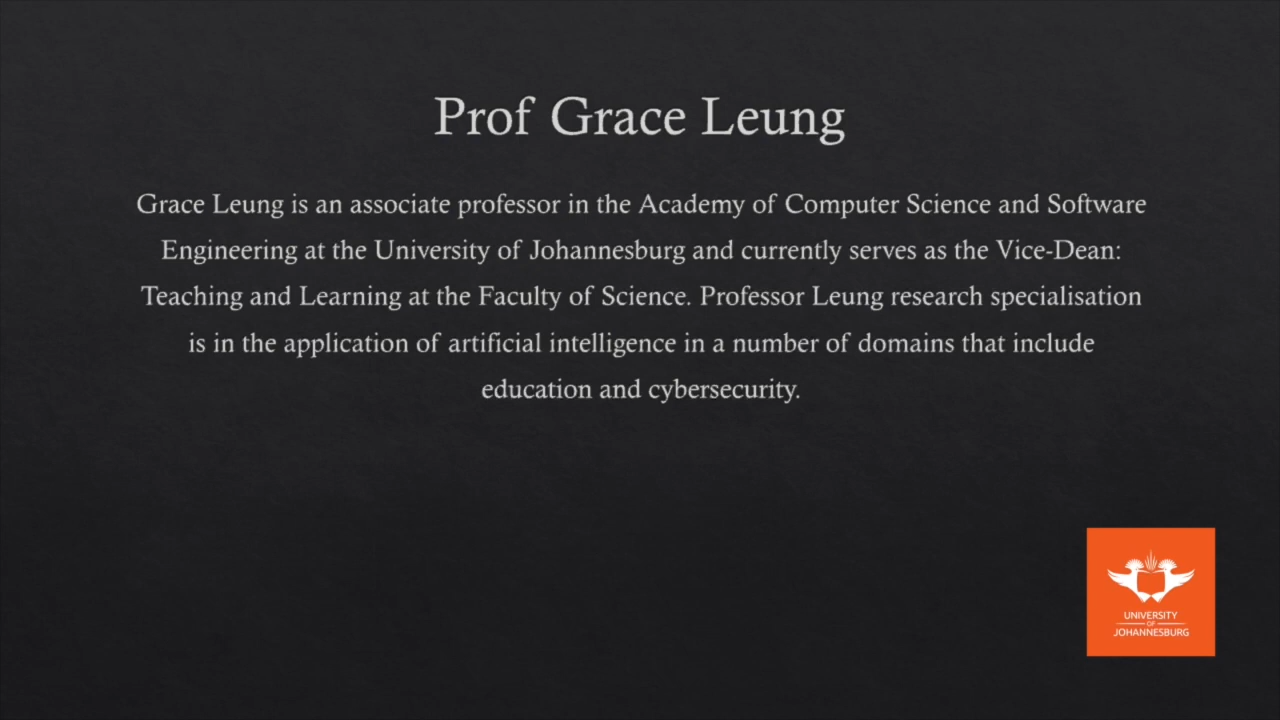 Prof Grace Leung
Grace Leung is an associate professor in the Academy of Computer Science and Software
Engineering at the University of Johannesburg and currently serves as the Vice-Dean:
Teaching and Learning at the Faculty of Science. Professor Leung research specialisation
is in the application of artificial intelligence in a number of domains that include
education and cybersecurity.
UNIVERSITY
OF
JOHANNESBURG